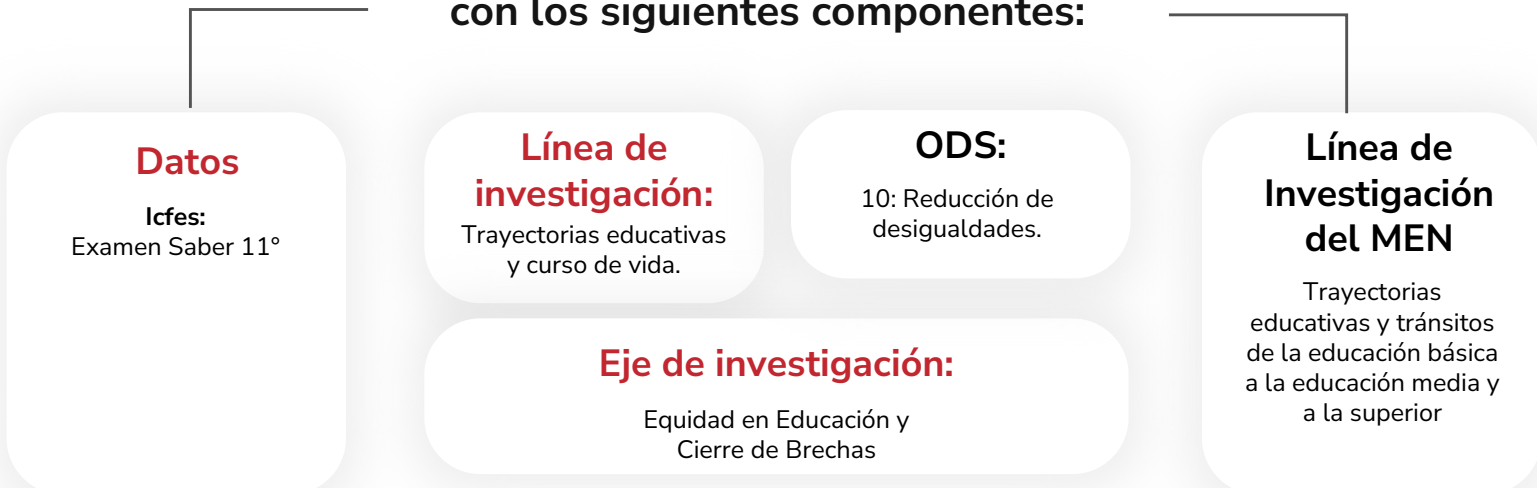 con los siguientes componentes:
Datos
Icfes:
Examen Saber 11°
Línea de
investigación:
Trayectorias educativas
y curso de vida.
ODS:
10: Reducción de
desigualdades.
Eje de investigación:
Equidad en Educación y
Cierre de Brechas
Línea de
Investigación
del MEN
Trayectorias
educativas y tránsitos
de la educación básica
a la educación media y
a la superior